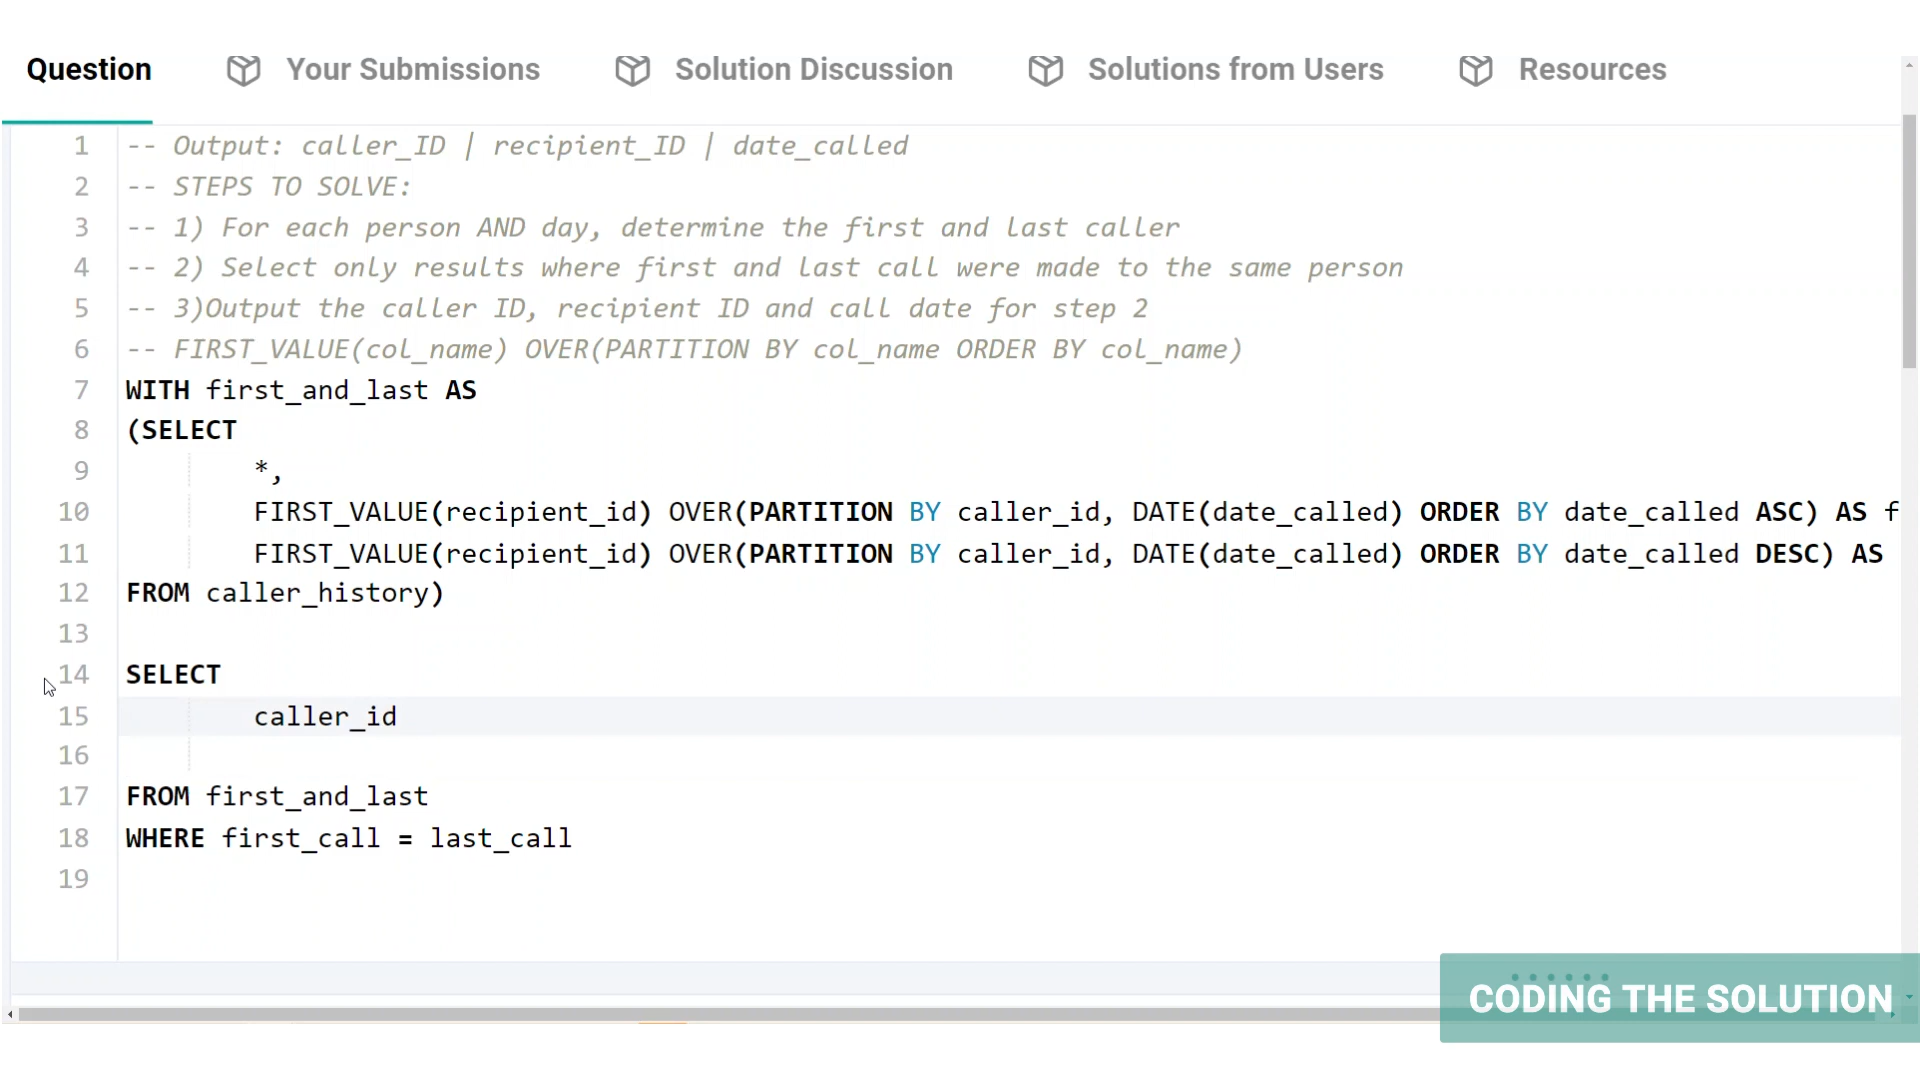 Question Your Submissions Solution Discussion Solutions from Users Resources
1 -- Output: caller_ID | recipient_ID | date_called
2 -- STEPS TO SOLVE:
3 -- 1) For each person AND day, determine the first and last caller
4 -- 2) Select only results where first and last call were made to the same person
5 -- 3)Output the caller ID, recipient ID and call date for step 2
6 -- FIRST_VALUE(col_name) OVER(PARTITION BY col_name ORDER BY col_name)
7 WITH first_and_last AS
8 (SELECT
9 *,
10 FIRST_VALUE(recipient_id) OVER(PARTITION BY caller_id, DATE(date_called) ORDER BY date_called ASC) AS f
11 FIRST_VALUE(recipient_id) OVER(PARTITION BY caller_id, DATE(date_called) ORDER BY date_called DESC) AS
12 FROM caller_history)
13
14 SELECT
15 caller_id
16
17 FROM first_and_last
18 WHERE first_call = last_call
19
CODING THE SOLUTION